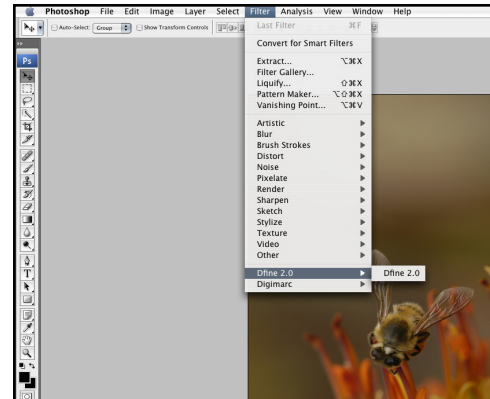 Photoshop File Edit Image Layer Select Filter Analysis View Window Help
Auto-Select: Group Show Transform Controls
Last Filter ⌘F
Convert for Smart Filters
Extract... ⌥⌘X
Filter Gallery...
Liquify... ⇧⌘X
Pattern Maker... ⌥⇧⌘X
Vanishing Point... ⌥⌘V
Artistic
Blur
Brush Strokes
Distort
Noise
Pixelate
Render
Sharpen
Sketch
Stylize
Texture
Video
Other
Dfine 2.0 Dfine 2.0
Digimarc
Ps
T